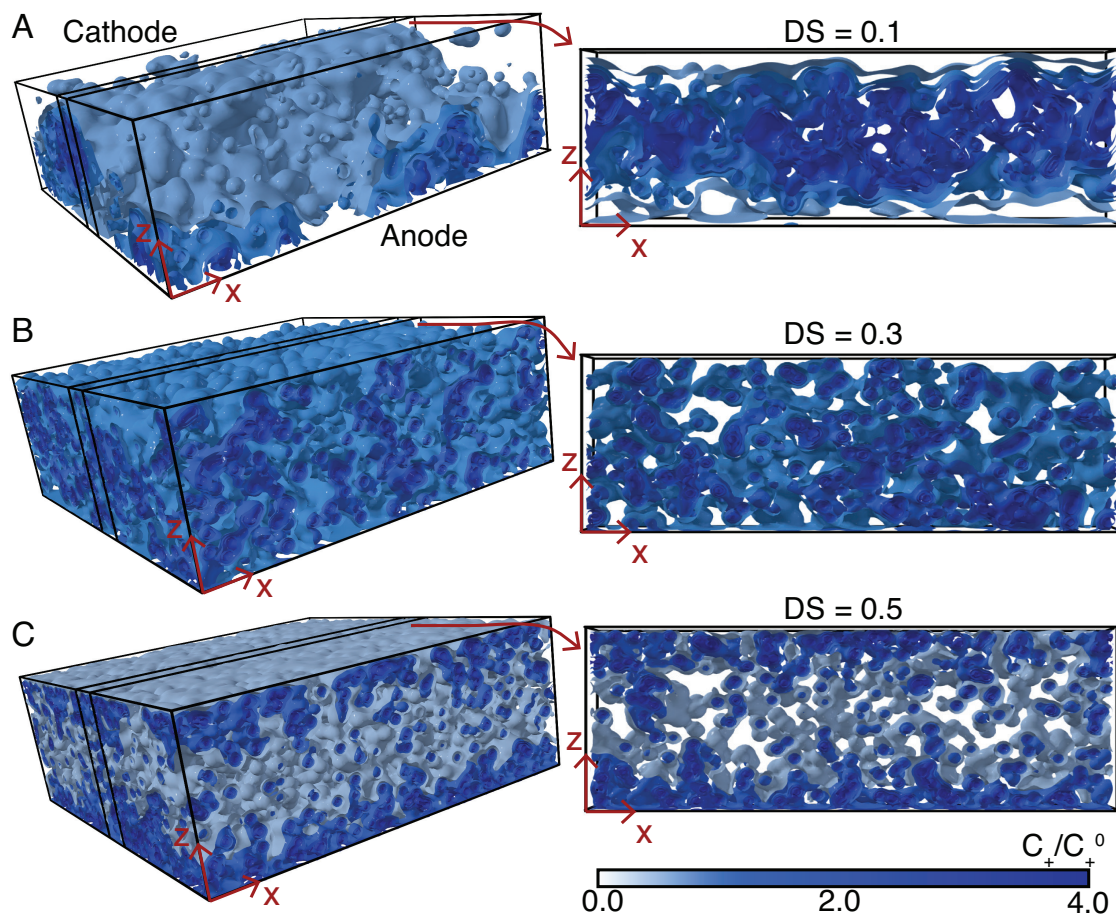 A
Cathode
Anode
z
x
DS = 0.1
z
x
B
z
x
DS = 0.3
z
x
C
z
x
DS = 0.5
z
x
C₊/C₊⁰
0.0 2.0 4.0